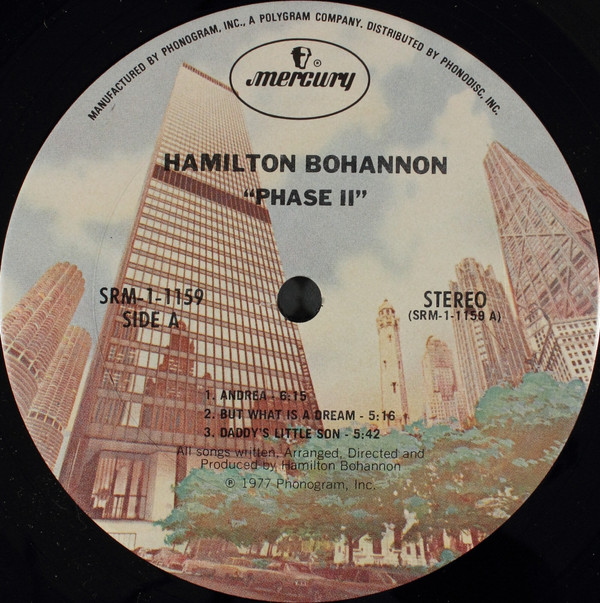 MANUFACTURED BY PHONOGRAM, INC., A POLYGRAM COMPANY. DISTRIBUTED BY PHONODISC, INC.
mercury
®
HAMILTON BOHANNON
"PHASE II"
SRM-1-1159
SIDE A
STEREO
(SRM-1-1159 A)
1. ANDREA - 6:15
2. BUT WHAT IS A DREAM - 5:16
3. DADDY'S LITTLE SON - 5:42
All songs written, Arranged, Directed and
Produced by Hamilton Bohannon
℗ 1977 Phonogram, Inc.